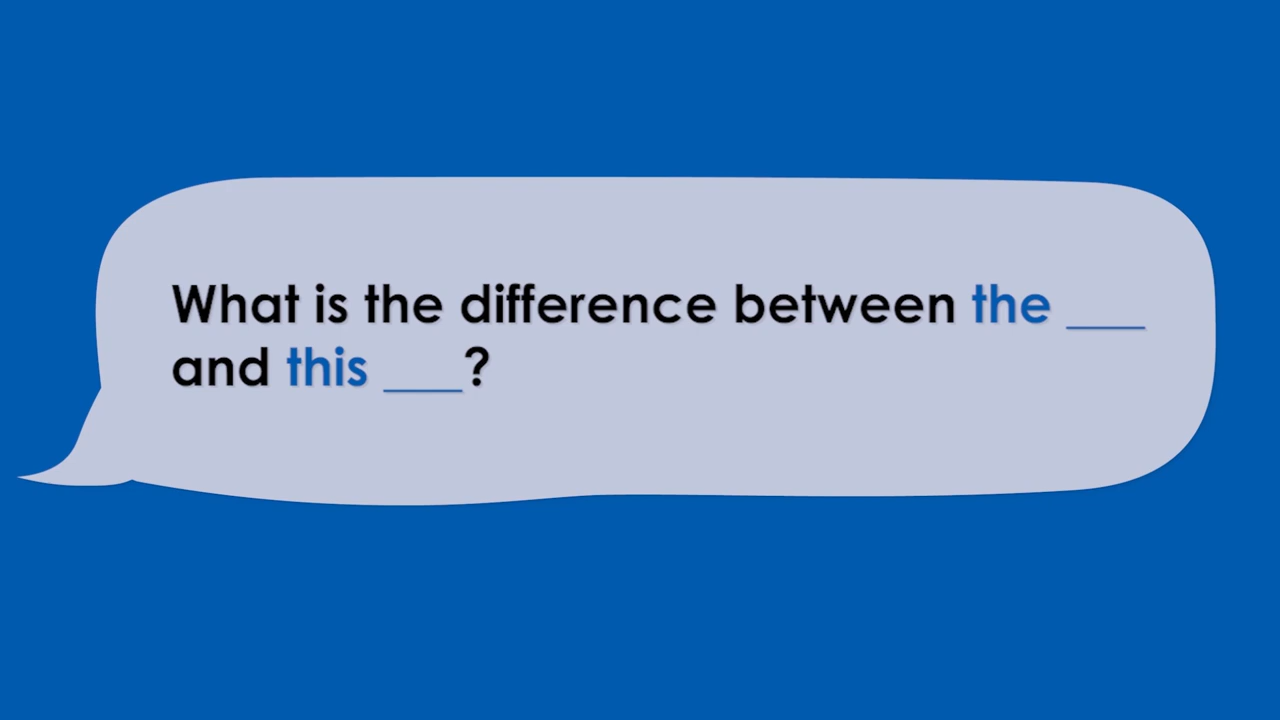 What is the difference between the ___
and this ___?